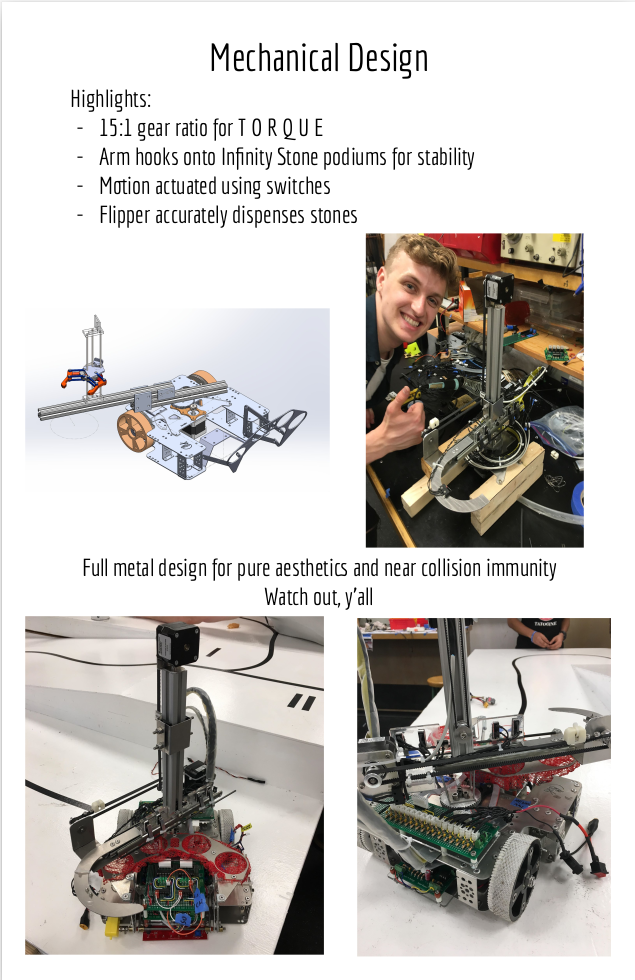 Mechanical Design
Highlights:
- 15:1 gear ratio for T O R Q U E
- Arm hooks onto Infinity Stone podiums for stability
- Motion actuated using switches
- Flipper accurately dispenses stones
Full metal design for pure aesthetics and near collision immunity
Watch out, y'all